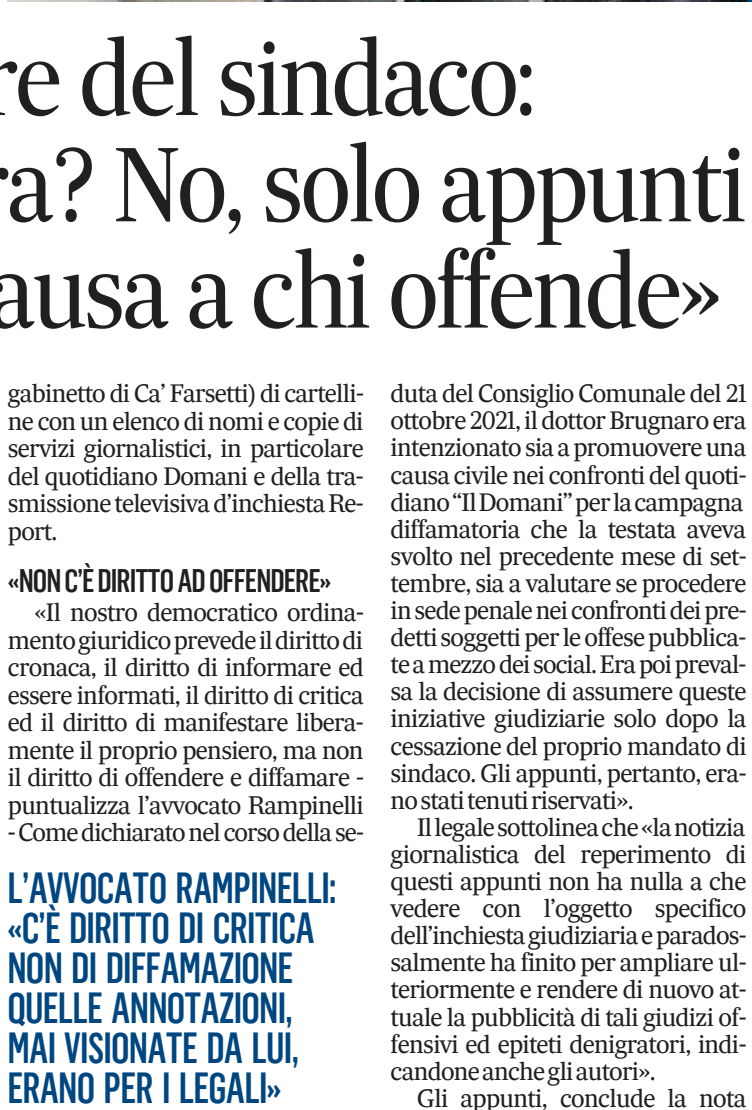 re del sindaco:
ra? No, solo appunti
ausa a chi offende»
gabinetto di Ca' Farsetti) di cartelli-
ne con un elenco di nomi e copie di
servizi giornalistici, in particolare
del quotidiano Domani e della tra-
smissione televisiva d'inchiesta Re-
port.
«NON C'È DIRITTO AD OFFENDERE»
«Il nostro democratico ordina-
mento giuridico prevede il diritto di
cronaca, il diritto di informare ed
essere informati, il diritto di critica
ed il diritto di manifestare libera-
mente il proprio pensiero, ma non
il diritto di offendere e diffamare -
puntualizza l'avvocato Rampinelli
- Come dichiarato nel corso della se-
L'AVVOCATO RAMPINELLI:
«C'È DIRITTO DI CRITICA
NON DI DIFFAMAZIONE
QUELLE ANNOTAZIONI,
MAI VISIONATE DA LUI,
ERANO PER I LEGALI»
duta del Consiglio Comunale del 21
ottobre 2021, il dottor Brugnaro era
intenzionato sia a promuovere una
causa civile nei confronti del quoti-
diano “Il Domani” per la campagna
diffamatoria che la testata aveva
svolto nel precedente mese di set-
tembre, sia a valutare se procedere
in sede penale nei confronti dei pre-
detti soggetti per le offese pubblica-
te a mezzo dei social. Era poi preval-
sa la decisione di assumere queste
iniziative giudiziarie solo dopo la
cessazione del proprio mandato di
sindaco. Gli appunti, pertanto, era-
no stati tenuti riservati».
Il legale sottolinea che «la notizia
giornalistica del reperimento di
questi appunti non ha nulla a che
vedere con l'oggetto specifico
dell'inchiesta giudiziaria e parados-
salmente ha finito per ampliare ul-
teriormente e rendere di nuovo at-
tuale la pubblicità di tali giudizi of-
fensivi ed epiteti denigratori, indi-
candone anche gli autori».
Gli appunti, conclude la nota